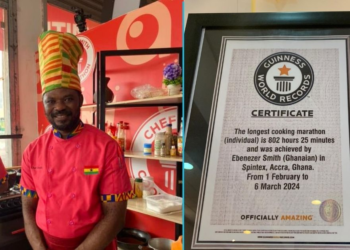 CHEF
GUINNESS
WORLD
RECORDS
CERTIFICATE
The longest cooking marathon
(individual) is 802 hours 25 minutes
and was achieved by
Ebenezer Smith (Ghanaian) in
Spintex, Accra, Ghana.
From 1 February to
6 March 2024
OFFICIALLY AMAZING